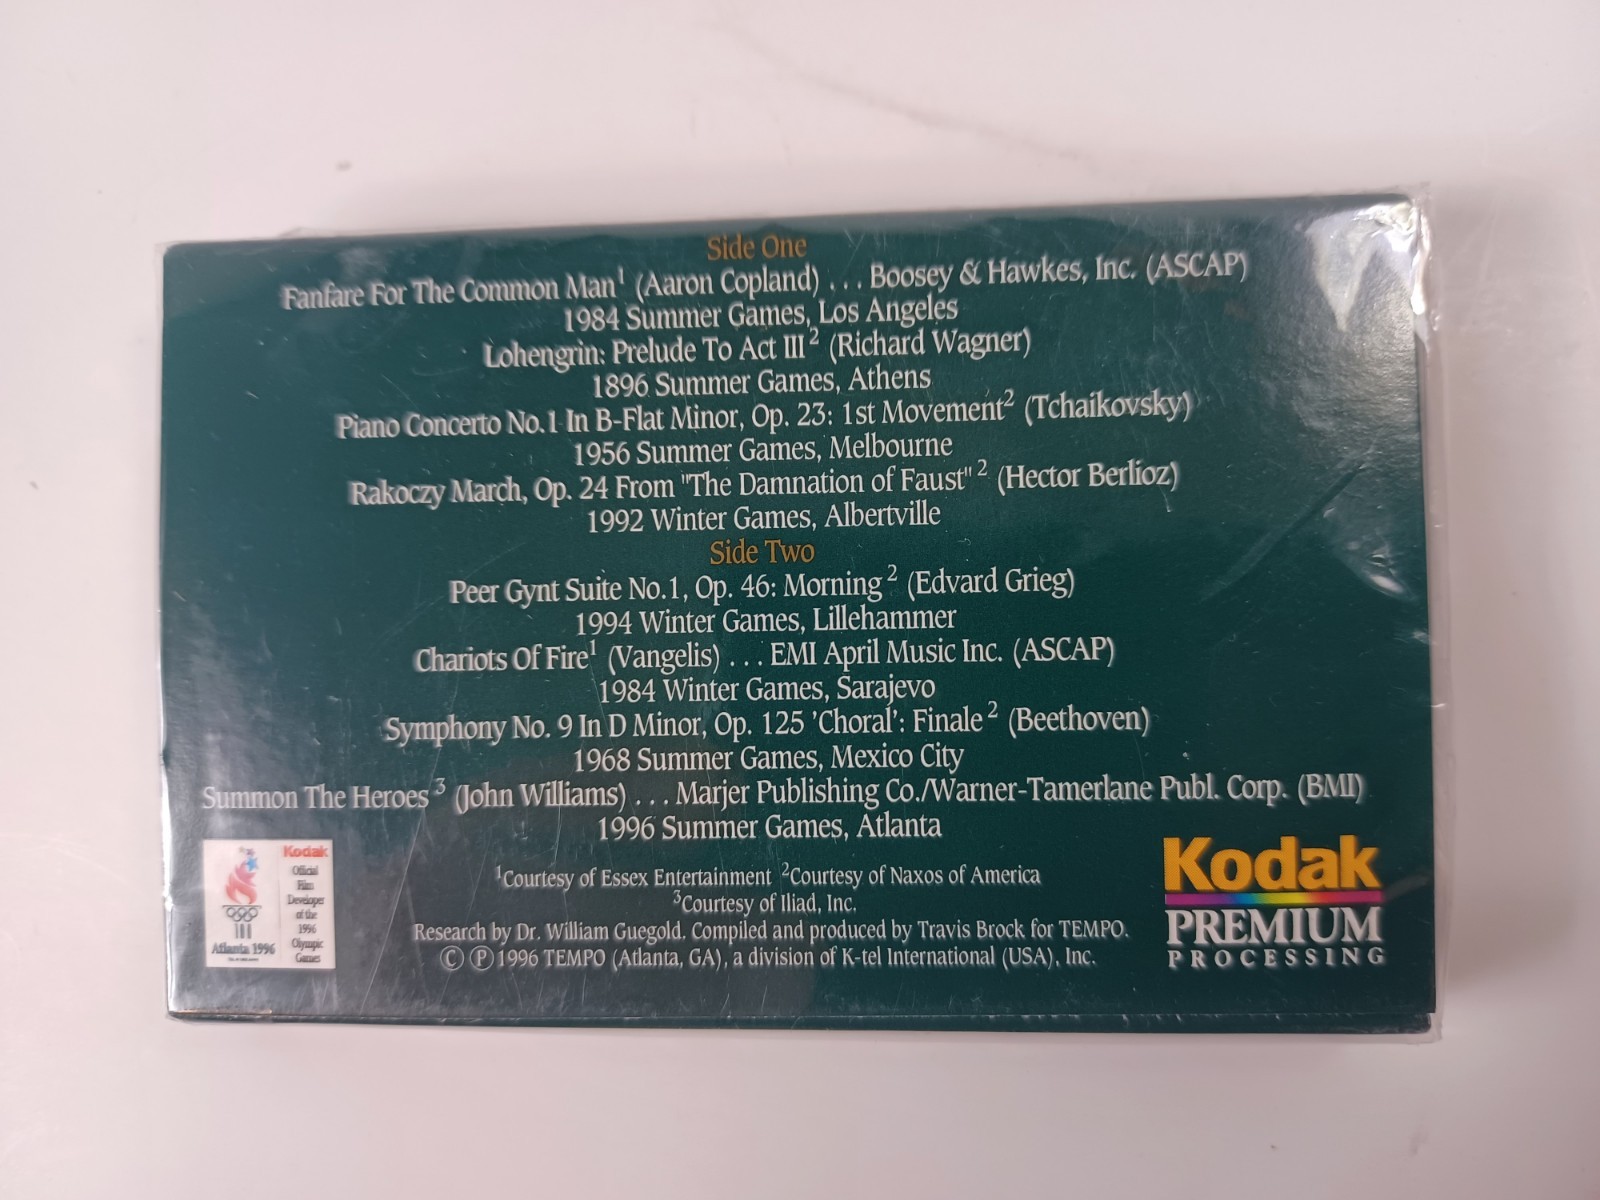 Side One
Fanfare For The Common Man¹ (Aaron Copland) . . . Boosey & Hawkes, Inc. (ASCAP)
1984 Summer Games, Los Angeles
Lohengrin: Prelude To Act III² (Richard Wagner)
1896 Summer Games, Athens
Piano Concerto No.1 In B-Flat Minor, Op. 23: 1st Movement² (Tchaikovsky)
1956 Summer Games, Melbourne
Rakoczy March, Op. 24 From "The Damnation of Faust"² (Hector Berlioz)
1992 Winter Games, Albertville
Side Two
Peer Gynt Suite No.1, Op. 46: Morning² (Edvard Grieg)
1994 Winter Games, Lillehammer
Chariots Of Fire¹ (Vangelis) . . . EMI April Music Inc. (ASCAP)
1984 Winter Games, Sarajevo
Symphony No. 9 In D Minor, Op. 125 'Choral': Finale² (Beethoven)
1968 Summer Games, Mexico City
Summon The Heroes³ (John Williams) . . . Marjer Publishing Co./Warner-Tamerlane Publ. Corp. (BMI)
1996 Summer Games, Atlanta
¹Courtesy of Essex Entertainment ²Courtesy of Naxos of America
³Courtesy of Iliad, Inc.
Research by Dr. William Guegold. Compiled and produced by Travis Brock for TEMPO.
© ℗ 1996 TEMPO (Atlanta, GA), a division of K-tel International (USA), Inc.
Atlanta 1996
Kodak
Official
Film
Developer
of the
1996
Olympic
Games
Kodak
PREMIUM
PROCESSING